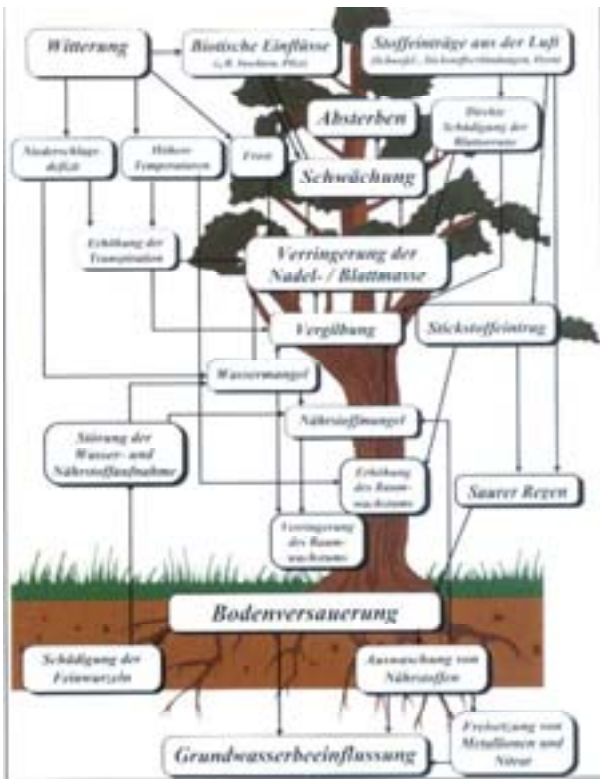 Witterung
Biotische Einflüsse
(z.B. Insekten, Pilze)
Stoffeinträge aus der Luft
(Schwefel-, Stickstoffverbindungen, Ozon)
Absterben
Direkte
Schädigung der
Blattorgane
Niederschlags-
defizit
Höhere
Temperaturen
Frost
Schwächung
Erhöhung der
Transpiration
Verringerung der
Nadel- / Blattmasse
Vergilbung
Stickstoffeintrag
Wassermangel
Nährstoffmangel
Störung der
Wasser- und
Nährstoffaufnahme
Erhöhung
des Baum-
wachstums
Saurer Regen
Verringerung
des Baum-
wachstums
Bodenversauerung
Schädigung der
Feinwurzeln
Auswaschung von
Nährstoffen
Freisetzung von
Metallionen und
Nitrat
Grundwasserbeeinflussung